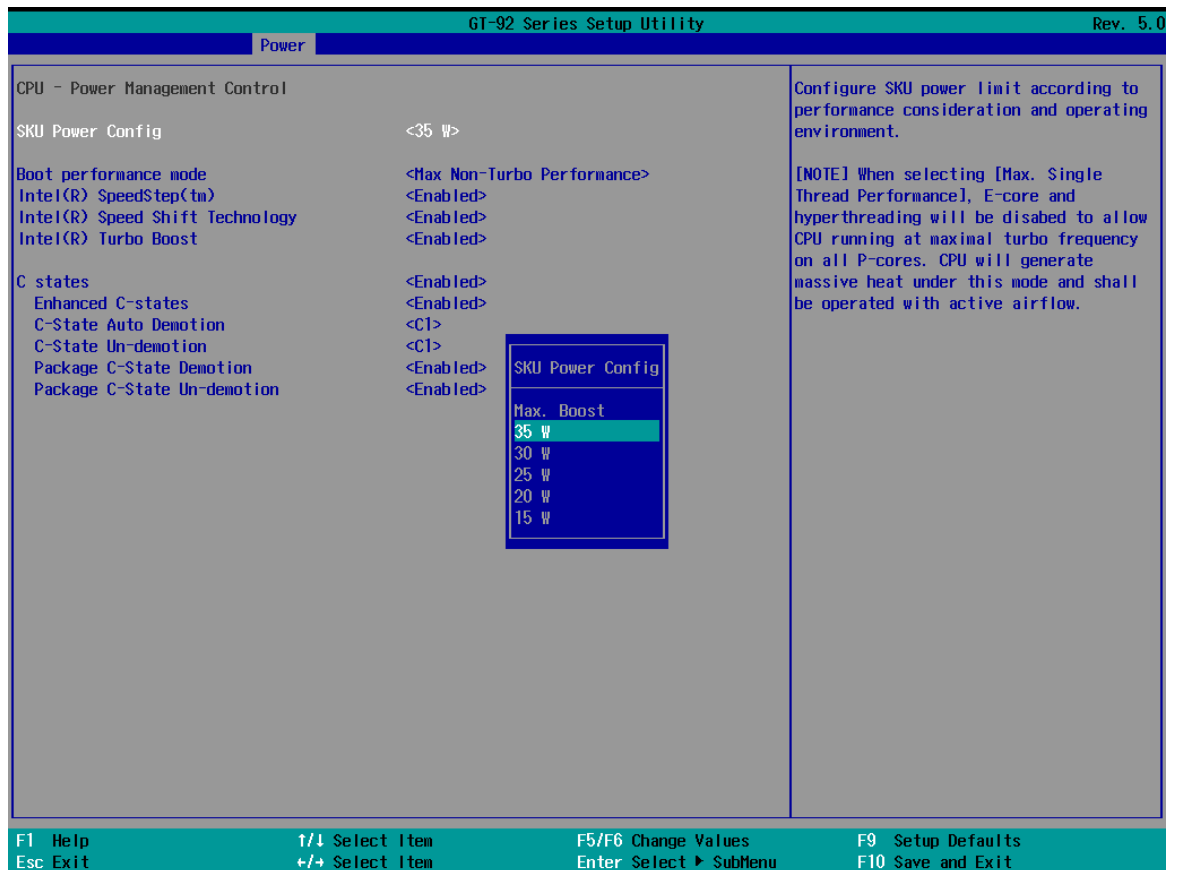 GT-92 Series Setup Utility Rev. 5.0
Power
CPU - Power Management Control
SKU Power Config <35 W>
Boot performance mode <Max Non-Turbo Performance>
Intel(R) SpeedStep(tm) <Enabled>
Intel(R) Speed Shift Technology <Enabled>
Intel(R) Turbo Boost <Enabled>
C states <Enabled>
Enhanced C-states <Enabled>
C-State Auto Demotion <C1>
C-State Un-demotion <C1>
Package C-State Demotion <Enabled>
Package C-State Un-demotion <Enabled>
SKU Power Config
Max. Boost
35 W
30 W
25 W
20 W
15 W
Configure SKU power limit according to
performance consideration and operating
environment.
[NOTE] When selecting [Max. Single
Thread Performance], E-core and
hyperthreading will be disabed to allow
CPU running at maximal turbo frequency
on all P-cores. CPU will generate
massive heat under this mode and shall
be operated with active airflow.
F1 Help ↑/↓ Select Item F5/F6 Change Values F9 Setup Defaults
Esc Exit ←/→ Select Item Enter Select ▶ SubMenu F10 Save and Exit